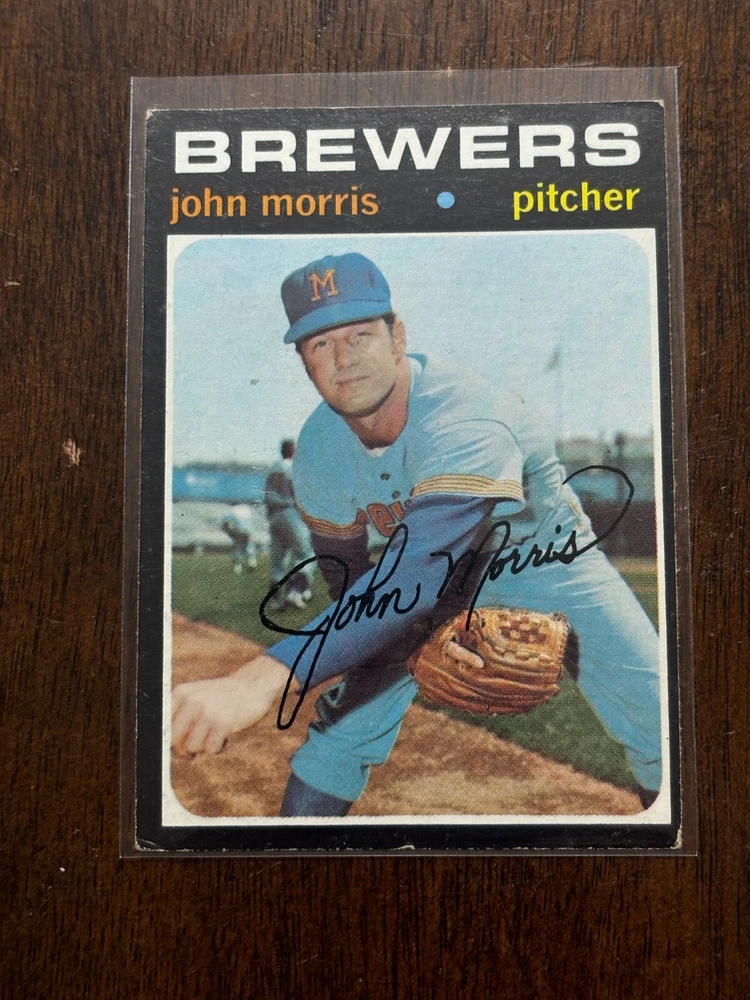 BREWERS
john morris • pitcher
M
John Morris